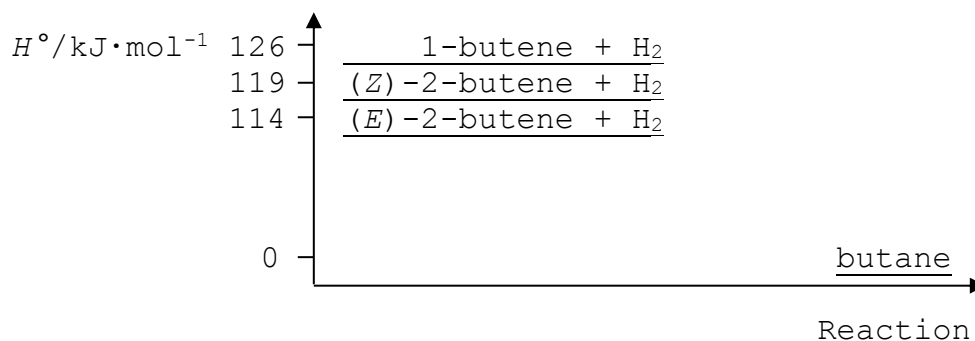 H°/kJ·mol⁻¹ 126 1-butene + H₂
119 (Z)-2-butene + H₂
114 (E)-2-butene + H₂
0 butane
Reaction